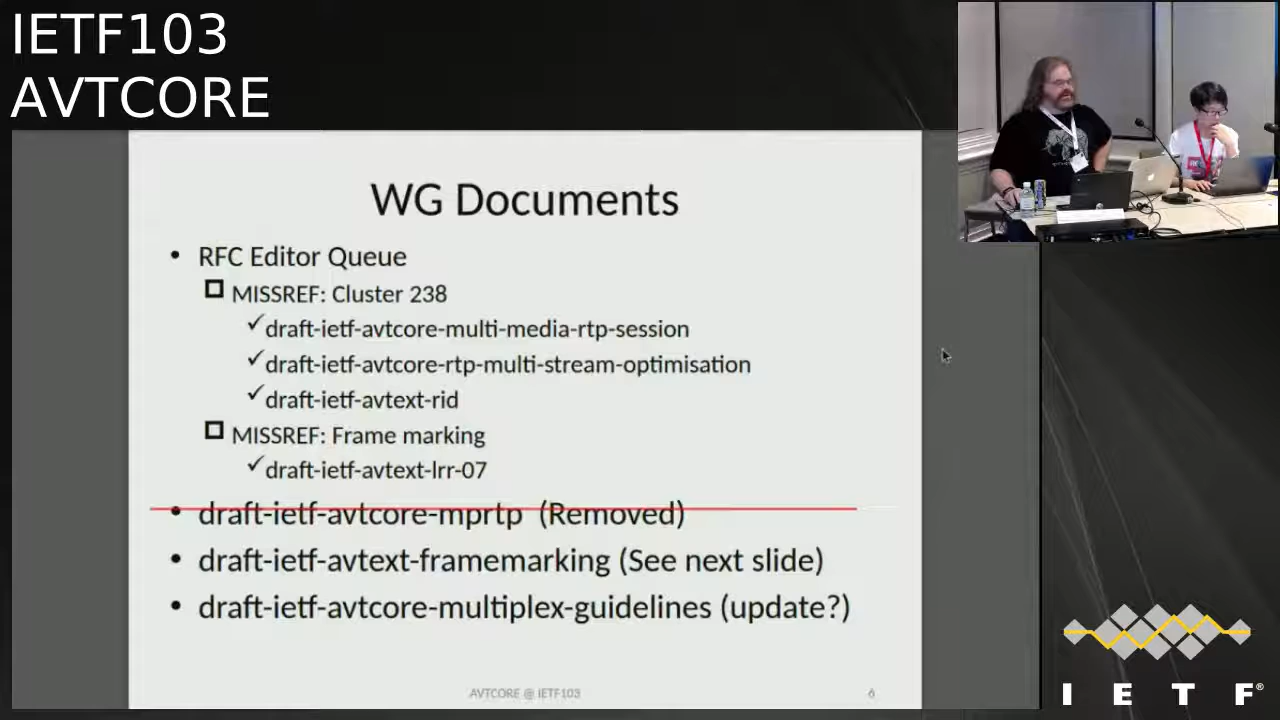 IETF103
AVTCORE
WG Documents
• RFC Editor Queue
MISSREF: Cluster 238
✓draft-ietf-avtcore-multi-media-rtp-session
✓draft-ietf-avtcore-rtp-multi-stream-optimisation
✓draft-ietf-avtext-rid
MISSREF: Frame marking
✓draft-ietf-avtext-lrr-07
• draft-ietf-avtcore-mprtp (Removed)
• draft-ietf-avtext-framemarking (See next slide)
• draft-ietf-avtcore-multiplex-guidelines (update?)
AVTCORE @ IETF103
6
I E T F®